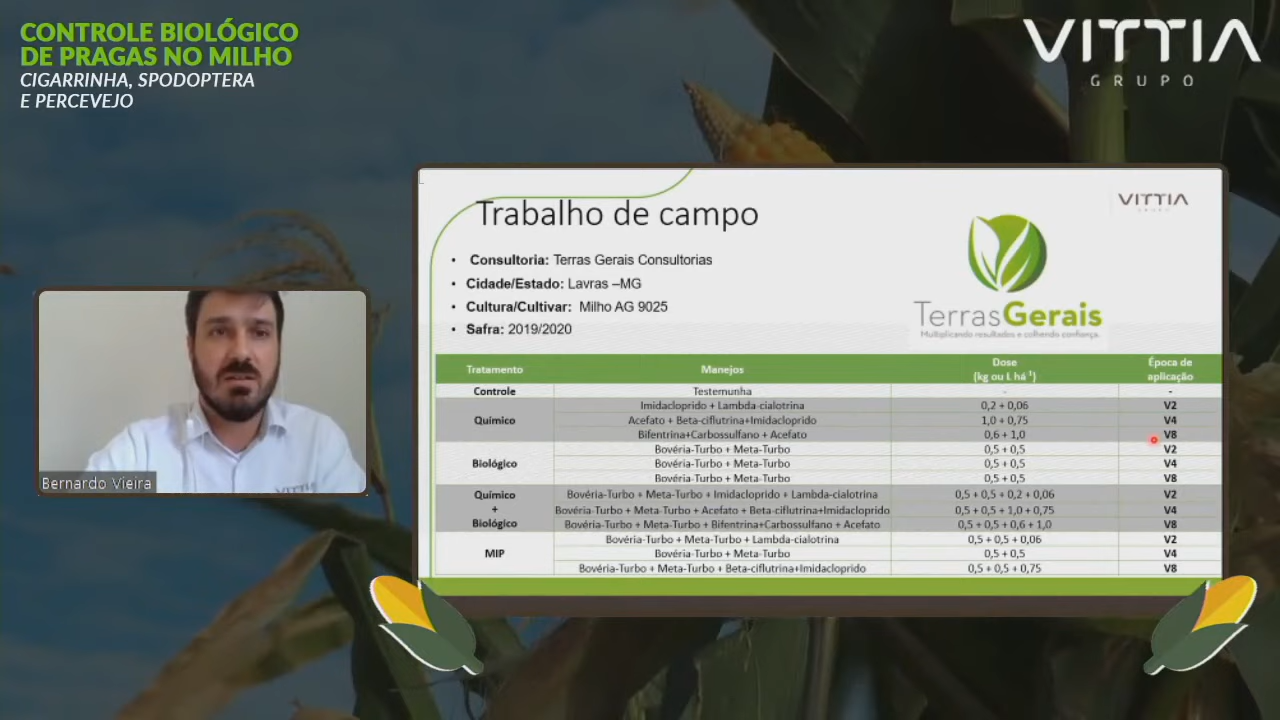 CONTROLE BIOLÓGICO
DE PRAGAS NO MILHO
CIGARRINHA, SPODOPTERA
E PERCEVEJO
VITTIA
GRUPO
Trabalho de campo
VITTIA
• Consultoria: Terras Gerais Consultorias
• Cidade/Estado: Lavras –MG
• Cultura/Cultivar: Milho AG 9025
• Safra: 2019/2020
TerrasGerais
Multiplicando resultados e colhendo confiança.
Tratamento Manejos Dose (kg ou L há ¹) Época de aplicação
Controle Testemunha - -
Químico
Imidacloprido + Lambda-cialotrina 0,2 + 0,06 V2
Acefato + Beta-ciflutrina+Imidacloprido 1,0 + 0,75 V4
Bifentrina+Carbossulfano + Acefato 0,6 + 1,0 V8
Biológico
Bovéria-Turbo + Meta-Turbo 0,5 + 0,5 V2
Bovéria-Turbo + Meta-Turbo 0,5 + 0,5 V4
Bovéria-Turbo + Meta-Turbo 0,5 + 0,5 V8
Químico + Biológico
Bovéria-Turbo + Meta-Turbo + Imidacloprido + Lambda-cialotrina 0,5 + 0,5 + 0,2 + 0,06 V2
Bovéria-Turbo + Meta-Turbo + Acefato + Beta-ciflutrina+Imidacloprido 0,5 + 0,5 + 1,0 + 0,75 V4
Bovéria-Turbo + Meta-Turbo + Bifentrina+Carbossulfano + Acefato 0,5 + 0,5 + 0,6 + 1,0 V8
MIP
Bovéria-Turbo + Meta-Turbo + Lambda-cialotrina 0,5 + 0,5 + 0,06 V2
Bovéria-Turbo + Meta-Turbo 0,5 + 0,5 V4
Bovéria-Turbo + Meta-Turbo + Beta-ciflutrina+Imidacloprido 0,5 + 0,5 + 0,75 V8
Bernardo Vieira